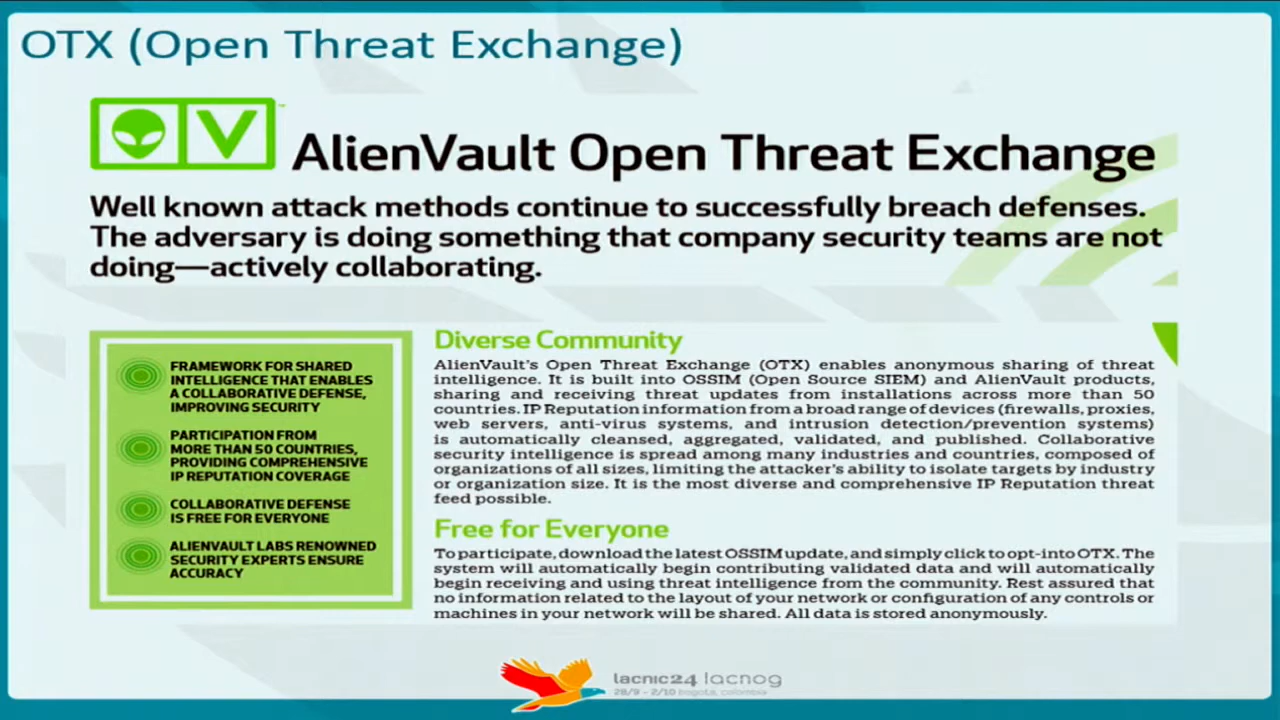 OTX (Open Threat Exchange)
V
AlienVault Open Threat Exchange
Well known attack methods continue to successfully breach defenses.
The adversary is doing something that company security teams are not
doing—actively collaborating.
FRAMEWORK FOR SHARED
INTELLIGENCE THAT ENABLES
A COLLABORATIVE DEFENSE,
IMPROVING SECURITY
PARTICIPATION FROM
MORE THAN 50 COUNTRIES,
PROVIDING COMPREHENSIVE
IP REPUTATION COVERAGE
COLLABORATIVE DEFENSE
IS FREE FOR EVERYONE
ALIENVAULT LABS RENOWNED
SECURITY EXPERTS ENSURE
ACCURACY
Diverse Community
AlienVault's Open Threat Exchange (OTX) enables anonymous sharing of threat
intelligence. It is built into OSSIM (Open Source SIEM) and AlienVault products,
sharing and receiving threat updates from installations across more than 50
countries. IP Reputation information from a broad range of devices (firewalls, proxies,
web servers, anti-virus systems, and intrusion detection/prevention systems)
is automatically cleansed, aggregated, validated, and published. Collaborative
security intelligence is spread among many industries and countries, composed of
organizations of all sizes, limiting the attacker's ability to isolate targets by industry
or organization size. It is the most diverse and comprehensive IP Reputation threat
feed possible.
Free for Everyone
To participate, download the latest OSSIM update, and simply click to opt-into OTX. The
system will automatically begin contributing validated data and will automatically
begin receiving and using threat intelligence from the community. Rest assured that
no information related to the layout of your network or configuration of any controls or
machines in your network will be shared. All data is stored anonymously.
lacnic24 lacnog
28/9 - 2/10 bogotá, colombia